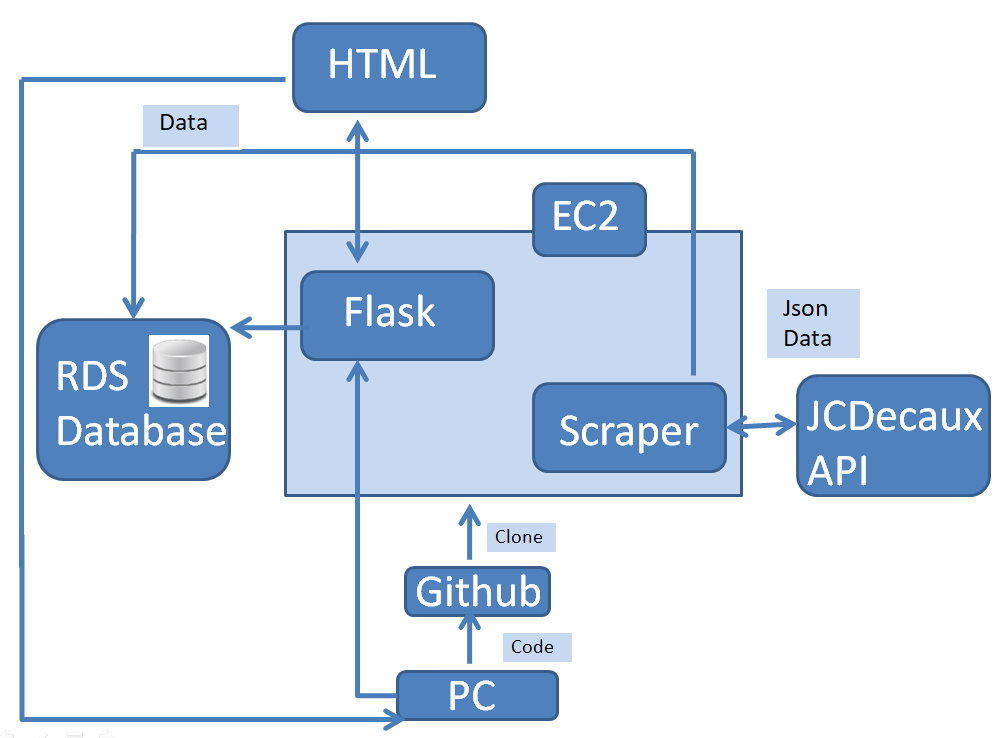 HTML
Data
EC2
Flask
Json
Data
RDS
Database
Scraper
JCDecaux
API
Clone
Github
Code
PC